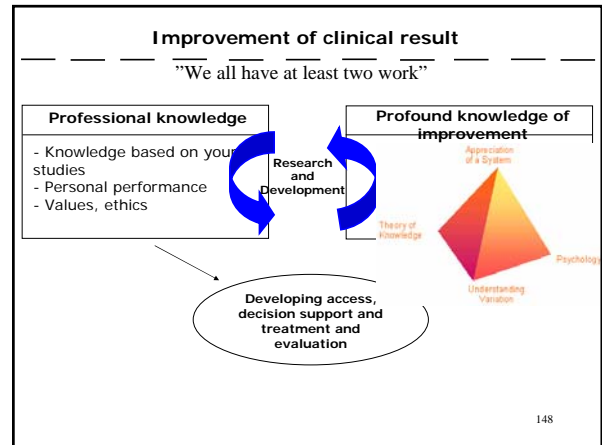 Improvement of clinical result
”We all have at least two work”
Professional knowledge
- Knowledge based on your
studies
- Personal performance
- Values, ethics
Research
and
Development
Profound knowledge of
improvement
Appreciation
of a System
Theory of
Knowledge
Psychology
Understanding
Variation
Developing access,
decision support and
treatment and
evaluation
148